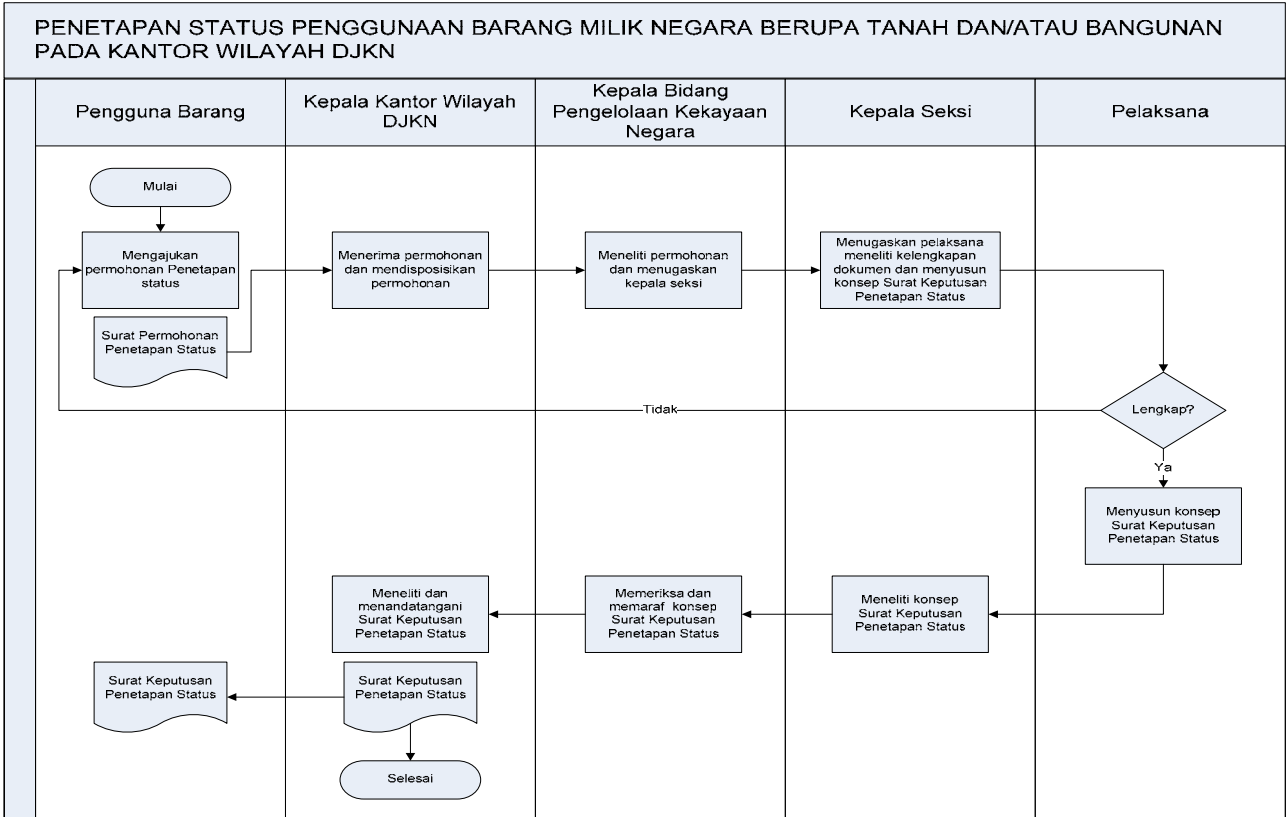 PENETAPAN STATUS PENGGUNAAN BARANG MILIK NEGARA BERUPA TANAH DAN/ATAU BANGUNAN
PADA KANTOR WILAYAH DJKN
Pengguna Barang
Kepala Kantor Wilayah
DJKN
Kepala Bidang
Pengelolaan Kekayaan
Negara
Kepala Seksi
Pelaksana
Mulai
Mengajukan
permohonan Penetapan
status
Menerima permohonan
dan mendisposisikan
permohonan
Meneliti permohonan
dan menugaskan
kepala seksi
Menugaskan pelaksana
meneliti kelengkapan
dokumen dan menyusun
konsep Surat Keputusan
Penetapan Status
Surat Permohonan
Penetapan Status
Tidak
Lengkap?
Ya
Menyusun konsep
Surat Keputusan
Penetapan Status
Meneliti dan
menandatangani
Surat Keputusan
Penetapan Status
Memeriksa dan
memaraf konsep
Surat Keputusan
Penetapan Status
Meneliti konsep
Surat Keputusan
Penetapan Status
Surat Keputusan
Penetapan Status
Surat Keputusan
Penetapan Status
Selesai